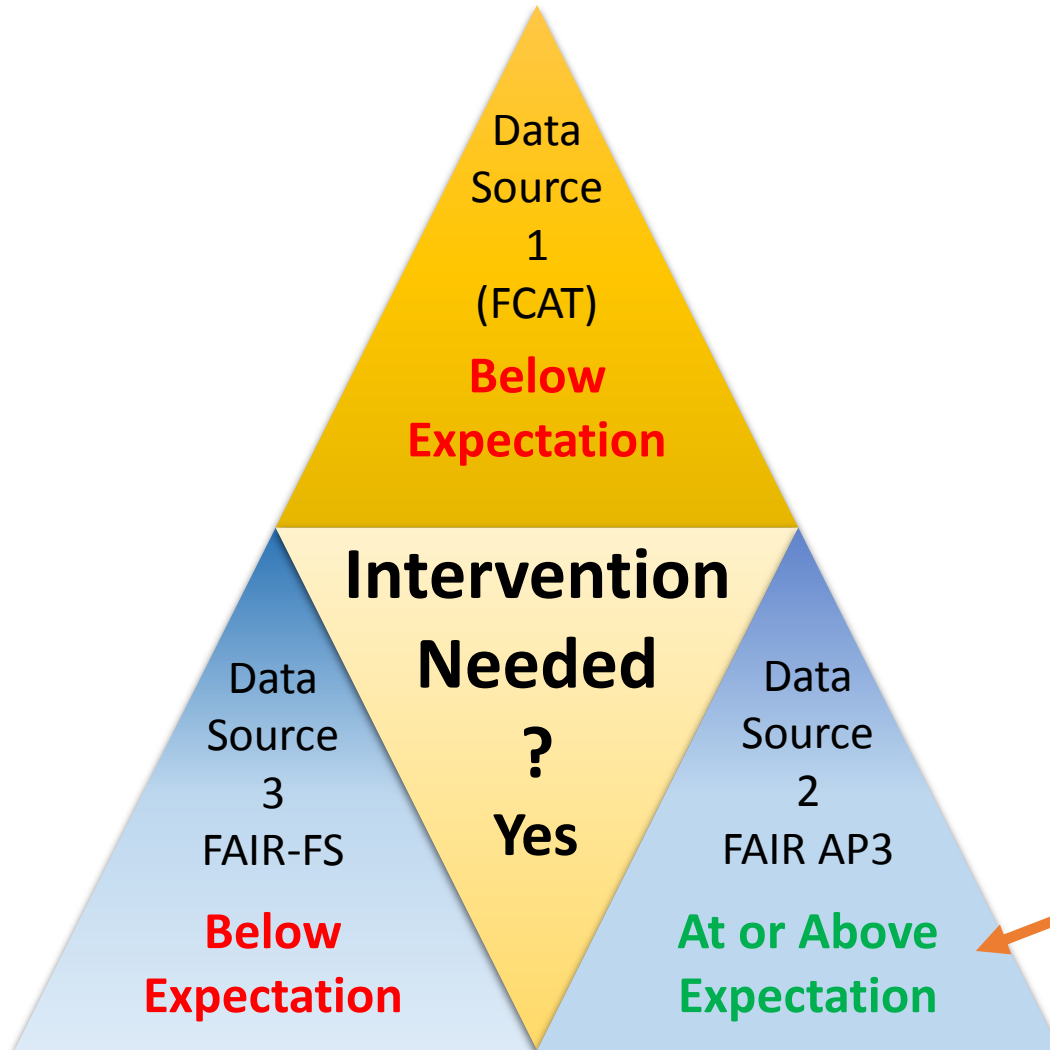 Data
Source
1
(FCAT)
Below
Expectation
Intervention
Needed
?
Yes
Data
Source
3
FAIR-FS
Below
Expectation
Data
Source
2
FAIR AP3
At or Above
Expectation